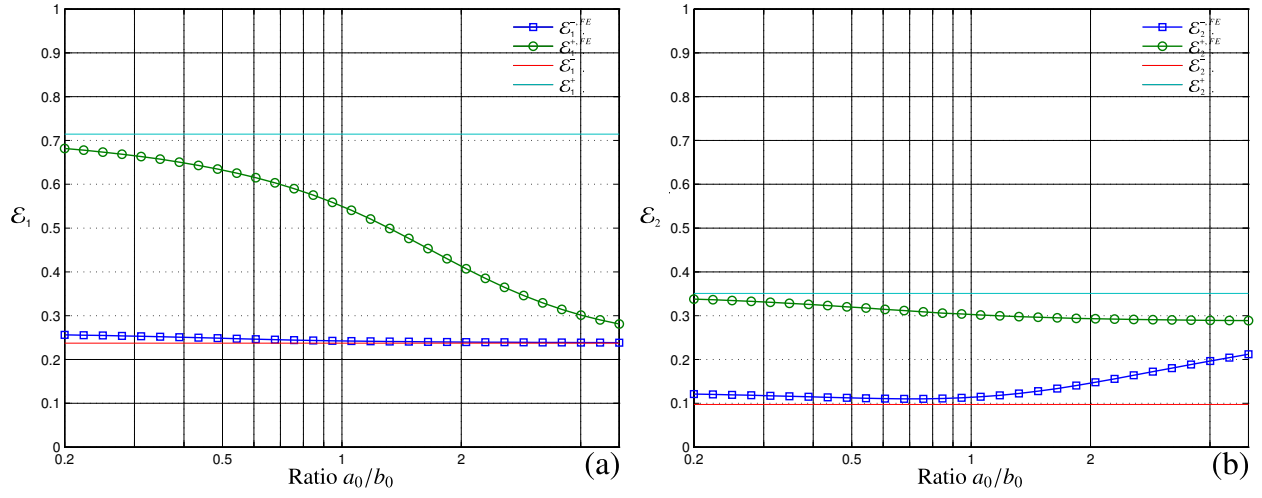 1
0.9
0.8
0.7
0.6
0.5
0.4
0.3
0.2
0.1
0
ℰ₁
0.2
0.5
1
2
Ratio a₀/b₀
(a)
ℰ₁⁻,FE
ℰ₁⁺,FE
ℰ₁⁻
ℰ₁⁺
1
0.9
0.8
0.7
0.6
0.5
0.4
0.3
0.2
0.1
0
ℰ₂
0.2
0.5
1
2
Ratio a₀/b₀
(b)
ℰ₂⁻,FE
ℰ₂⁺,FE
ℰ₂⁻
ℰ₂⁺